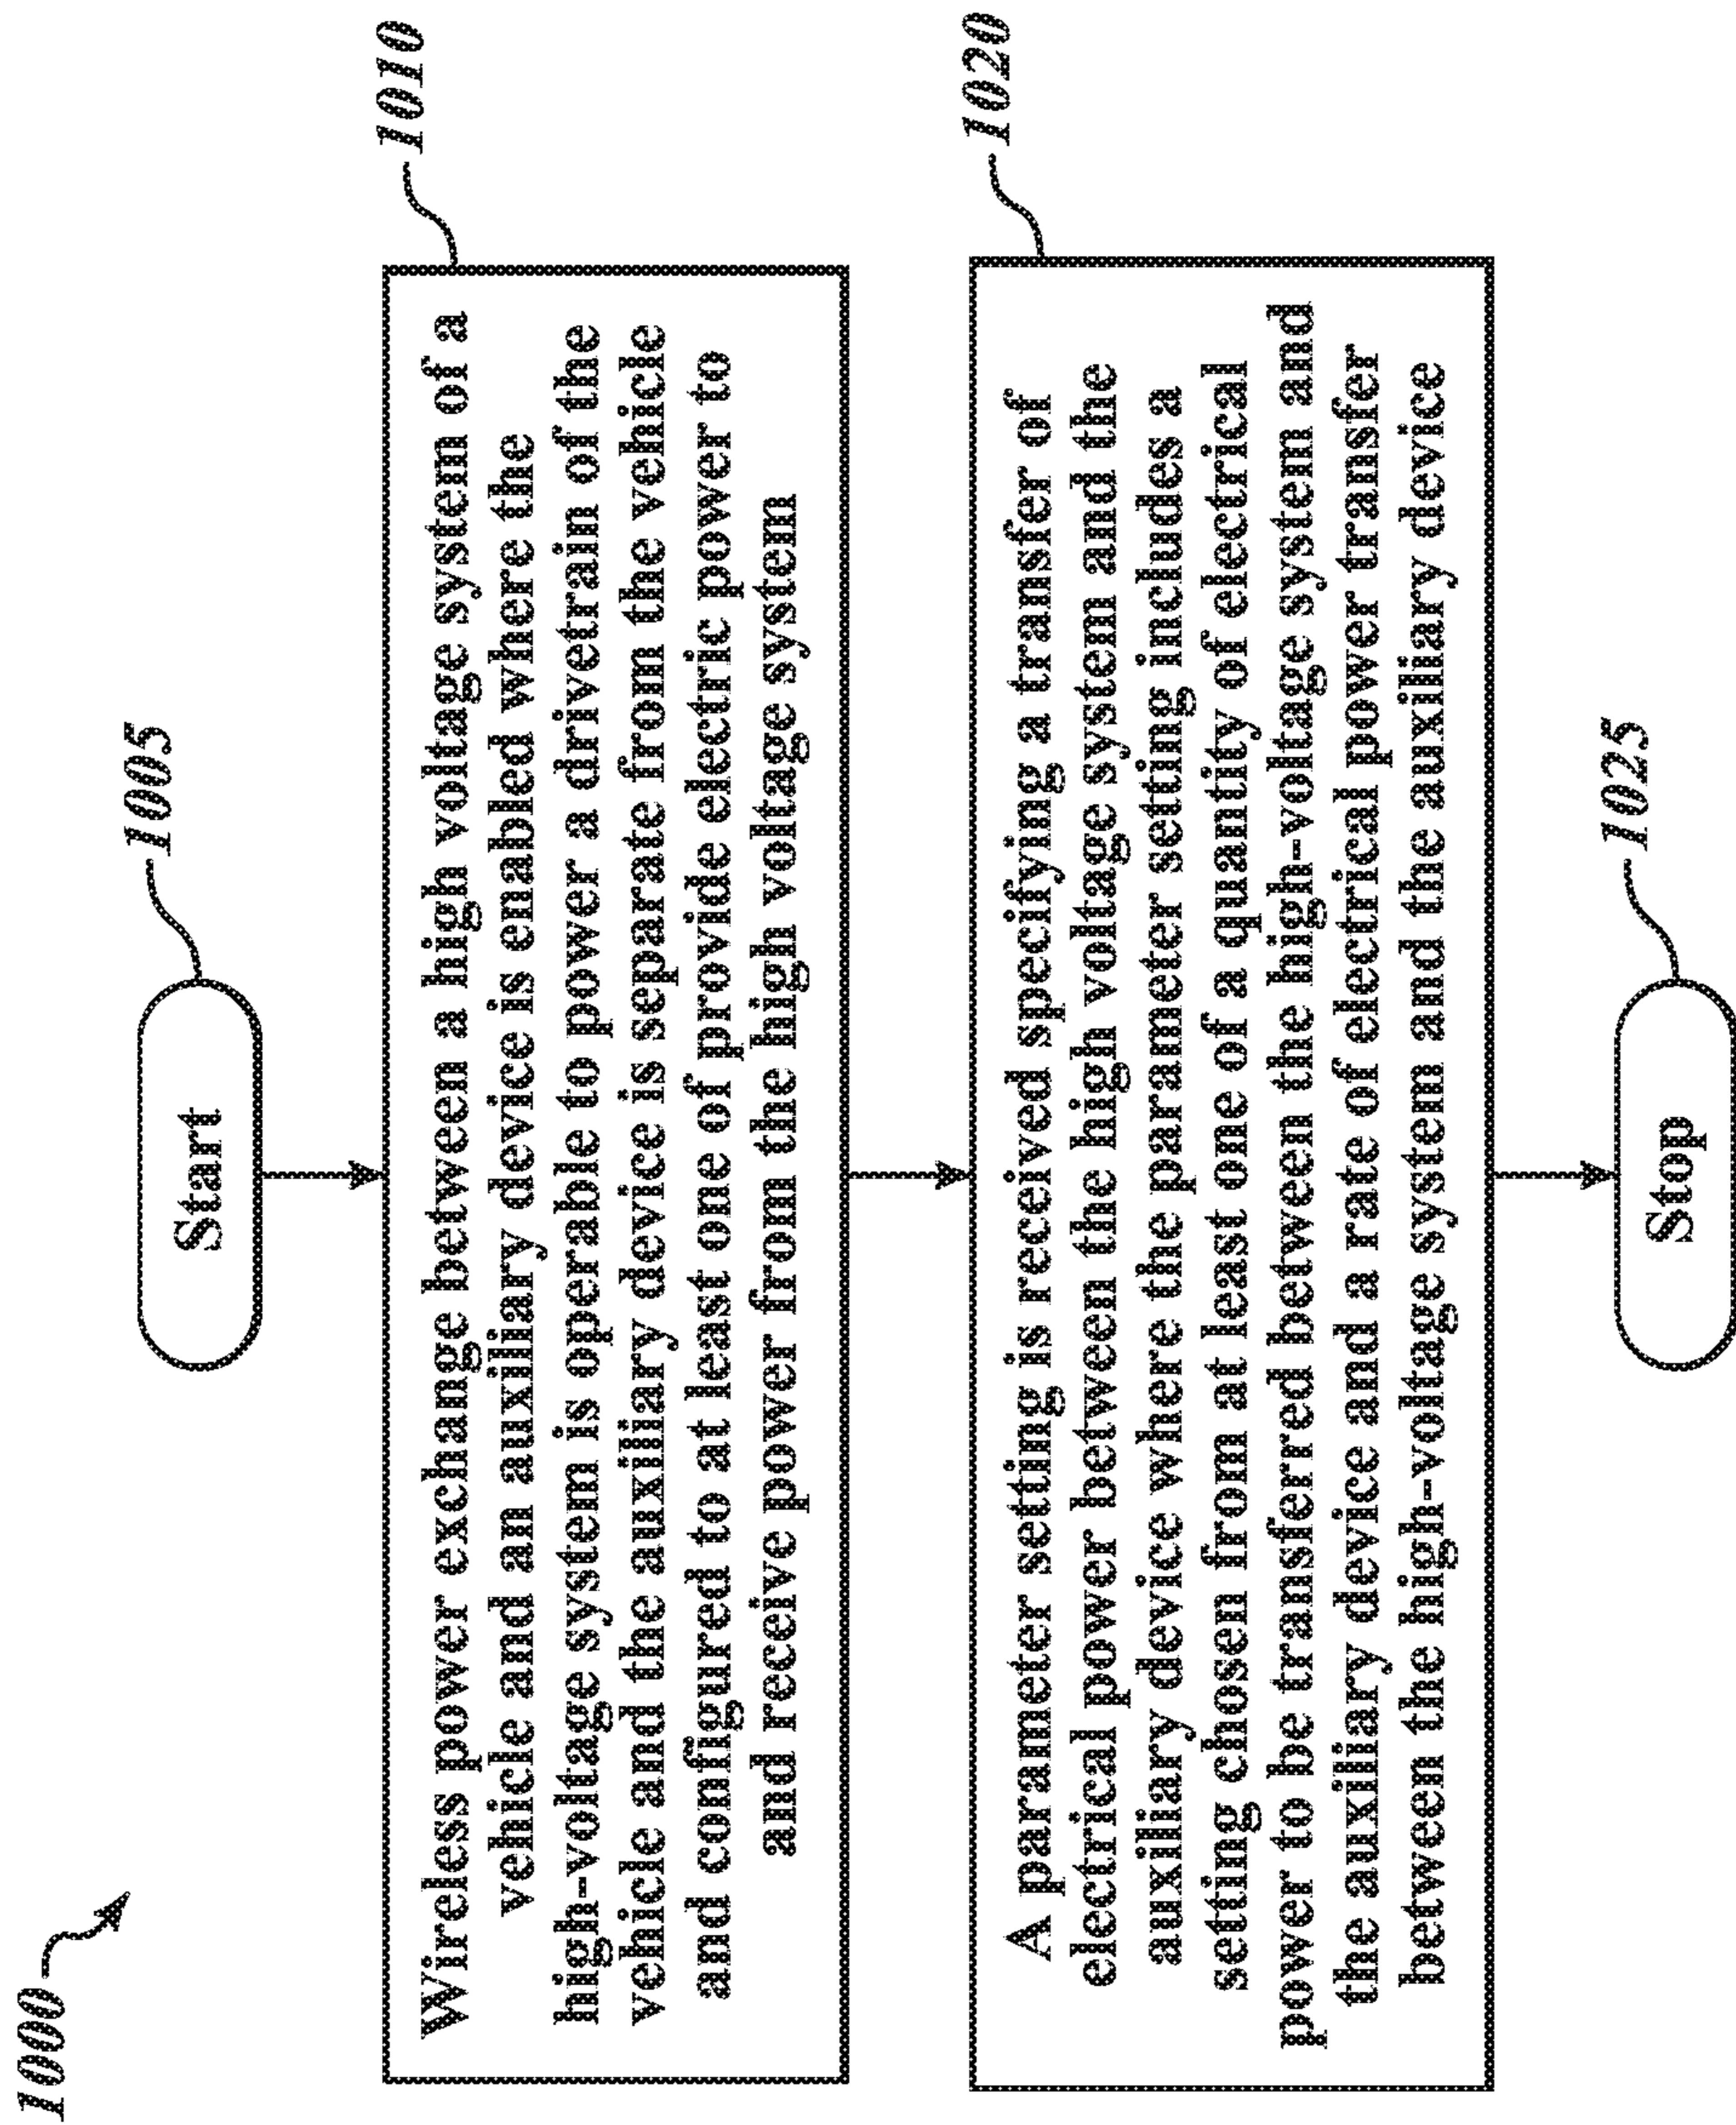 1000
Start
1005
Wireless power exchange between a high voltage system of a
vehicle and an auxiliary device is enabled where the
high-voltage system is operable to power a drivetrain of the
vehicle and the auxiliary device is separate from the vehicle
and configured to at least one of provide electric power to
and receive power from the high voltage system
1010
A parameter setting is received specifying a transfer of
electrical power between the high voltage system and the
auxiliary device where the parameter setting includes a
setting chosen from at least one of a quantity of electrical
power to be transferred between the high-voltage system and
the auxiliary device and a rate of electrical power transfer
between the high-voltage system and the auxiliary device
1020
Stop
1025